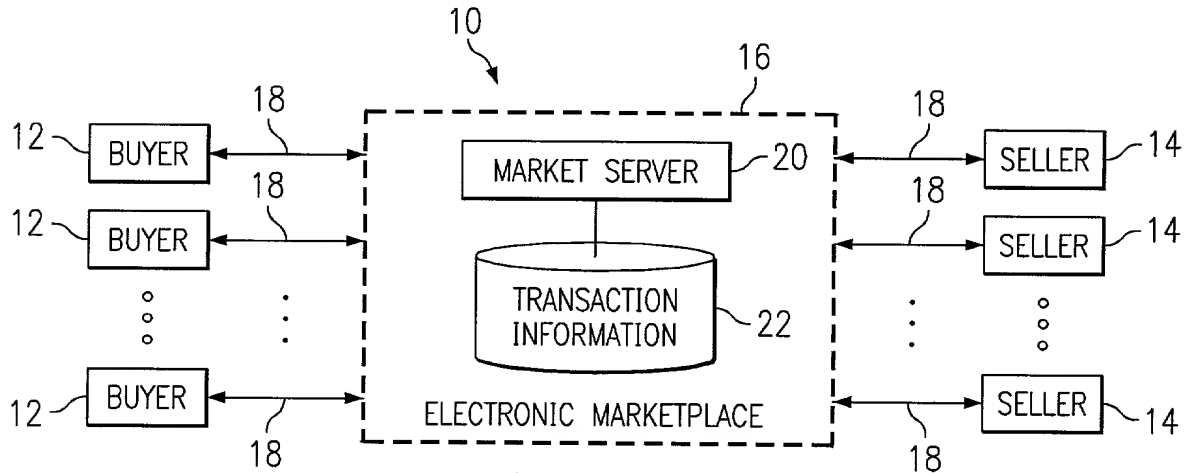 10
16
18
18
12
BUYER
MARKET SERVER
20
SELLER
14
18
18
12
BUYER
SELLER
14
TRANSACTION
INFORMATION
22
12
BUYER
SELLER
14
ELECTRONIC MARKETPLACE
18
18